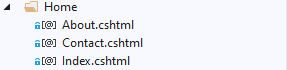 Home
[@] About.cshtml
[@] Contact.cshtml
[@] Index.cshtml